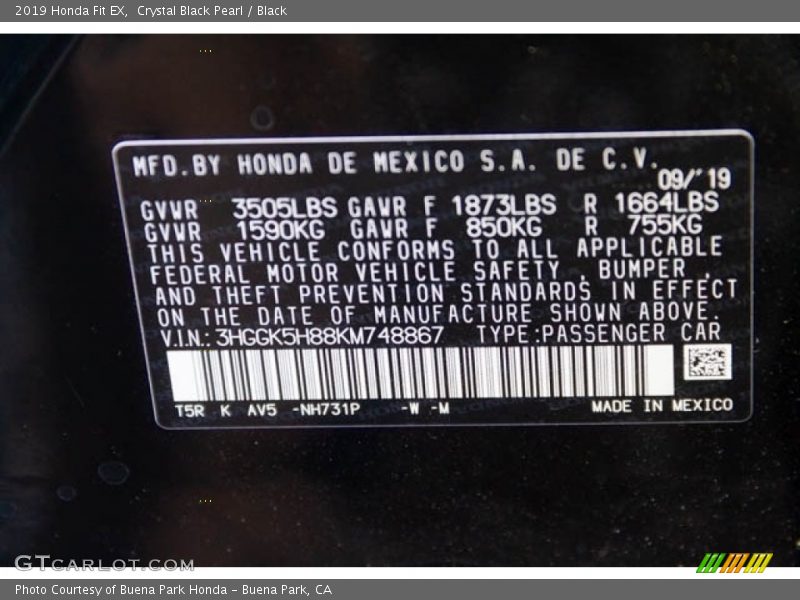 2019 Honda Fit EX,  Crystal Black Pearl / Black
MFD.BY HONDA DE MEXICO S.A. DE C.V.
09/'19
GVWR 3505LBS GAWR F 1873LBS R 1664LBS
GVWR 1590KG GAWR F 850KG R 755KG
THIS VEHICLE CONFORMS TO ALL APPLICABLE
FEDERAL MOTOR VEHICLE SAFETY , BUMPER ,
AND THEFT PREVENTION STANDARDS IN EFFECT
ON THE DATE OF MANUFACTURE SHOWN ABOVE.
V.I.N.: 3HGGK5H88KM748867 TYPE:PASSENGER CAR
T5R K AV5 -NH731P -W -M MADE IN MEXICO
GTCARLOT.COM
Photo Courtesy of Buena Park Honda - Buena Park, CA